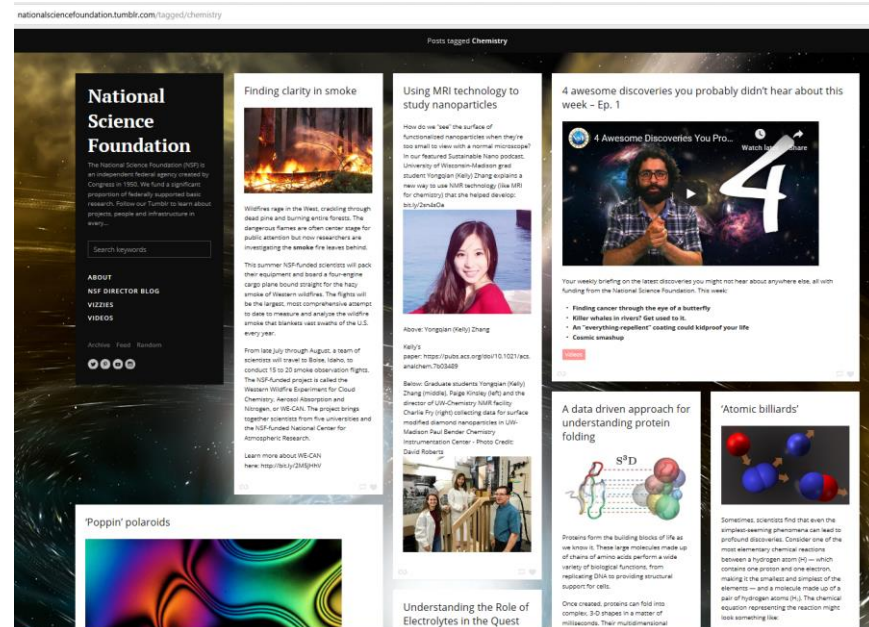 nationalsciencefoundation.tumblr.com/tagged/chemistry
Posts tagged Chemistry
National
Science
Foundation
The National Science Foundation (NSF) is
an independent federal agency created by
Congress in 1950. We fund a significant
proportion of federally supported basic
research. Follow our Tumblr to learn about
projects, people and infrastructure in
every...
Search keywords
ABOUT
NSF DIRECTOR BLOG
VIZZIES
VIDEOS
Archive Feed Random
Finding clarity in smoke
Wildfires rage in the West, crackling through
dead pine and burning entire forests. The
dangerous flames are often center stage for
public attention but now researchers are
investigating the smoke fire leaves behind.
This summer NSF-funded scientists will pack
their equipment and board a four-engine
cargo plane bound straight for the hazy
smoke of Western wildfires. The flights will
be the largest, most comprehensive attempt
to date to measure and analyze the wildfire
smoke that blankets vast swaths of the U.S.
every year.
From late July through August, a team of
scientists will travel to Boise, Idaho, to
conduct 15 to 20 smoke observation flights.
The NSF-funded project is called the
Western Wildfire Experiment for Cloud
Chemistry, Aerosol Absorption and
Nitrogen, or WE-CAN. The project brings
together scientists from five universities and
the NSF-funded National Center for
Atmospheric Research.
Learn more about WE-CAN
here: http://bit.ly/2MSJHhV
'Poppin' polaroids
Using MRI technology to
study nanoparticles
How do we "see" the surface of
functionalized nanoparticles when they're
too small to view with a normal microscope?
In our featured Sustainable Nano podcast,
University of Wisconsin-Madison grad
student Yongqian (Kelly) Zhang explains a
new way to use NMR technology (like MRI
for chemistry) that she helped develop:
Above: Yongqian (Kelly) Zhang
Kelly's
paper: https://pubs.acs.org/doi/10.1021/acs.
analchem.7b03489
Below: Graduate students Yongqian (Kelly)
Zhang (middle), Paige Kinsley (left) and the
director of UW-Chemistry NMR facility
Charlie Fry (right) collecting data for surface
modified diamond nanoparticles in UW-
Madison Paul Bender Chemistry
Instrumentation Center - Photo Credit:
David Roberts
Understanding the Role of
Electrolytes in the Quest
4 awesome discoveries you probably didn't hear about this
week – Ep. 1
4 Awesome Discoveries You Pro...
Watch later Share
4
Your weekly briefing on the latest discoveries you might not hear about anywhere else, all with
funding from the National Science Foundation. This week:
• Finding cancer through the eye of a butterfly
• Killer whales in rivers? Get used to it.
• An "everything-repellent" coating could kidproof your life
• Cosmic smashup
videos
A data driven approach for
understanding protein
folding
S³D
Proteins form the building blocks of life as
we know it. These large molecules made up
of chains of amino acids perform a wide
variety of biological functions, from
replicating DNA to providing structural
support for cells.
Once created, proteins can fold into
complex, 3-D shapes in a matter of
milliseconds. Their multidimensional
'Atomic billiards'
Sometimes, scientists find that even the
simplest-seeming phenomena can lead to
profound discoveries. Consider one of the
most elementary chemical reactions
between a hydrogen atom (H) — which
contains one proton and one electron,
making it the smallest and simplest of the
elements — and a molecule made up of a
pair of hydrogen atoms (H₂). The chemical
equation representing the reaction might
look something like: